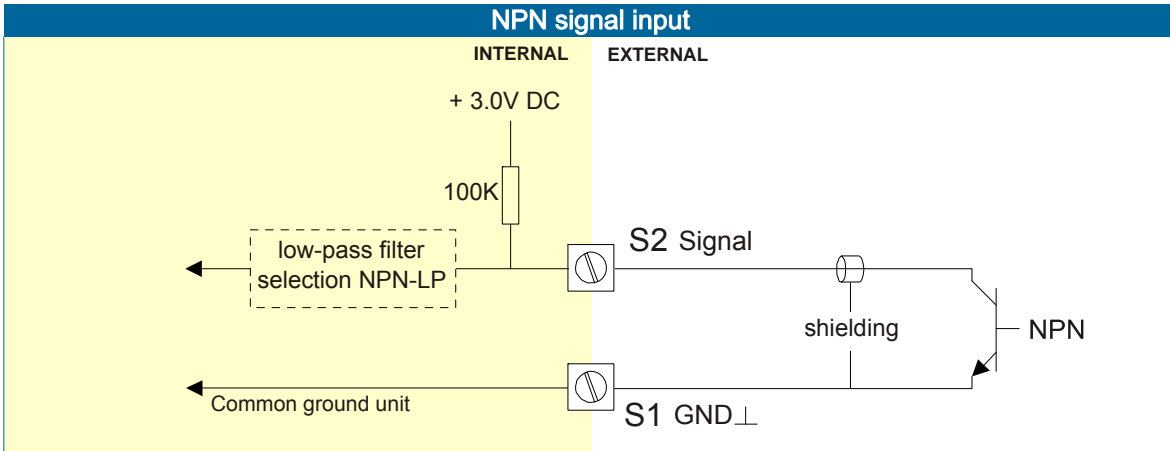 NPN signal input
INTERNAL
EXTERNAL
+ 3.0V DC
100K
low-pass filter
selection NPN-LP
S2 Signal
shielding
NPN
Common ground unit
S1 GND⊥